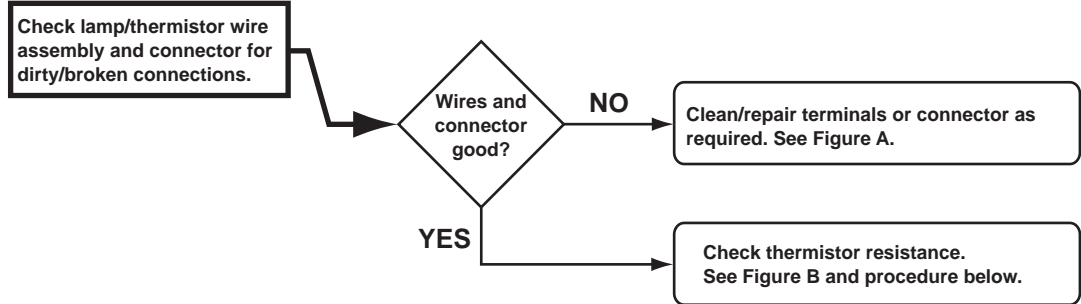 Check lamp/thermistor wire
assembly and connector for
dirty/broken connections.
Wires and
connector
good?
NO
Clean/repair terminals or connector as
required. See Figure A.
YES
Check thermistor resistance.
See Figure B and procedure below.